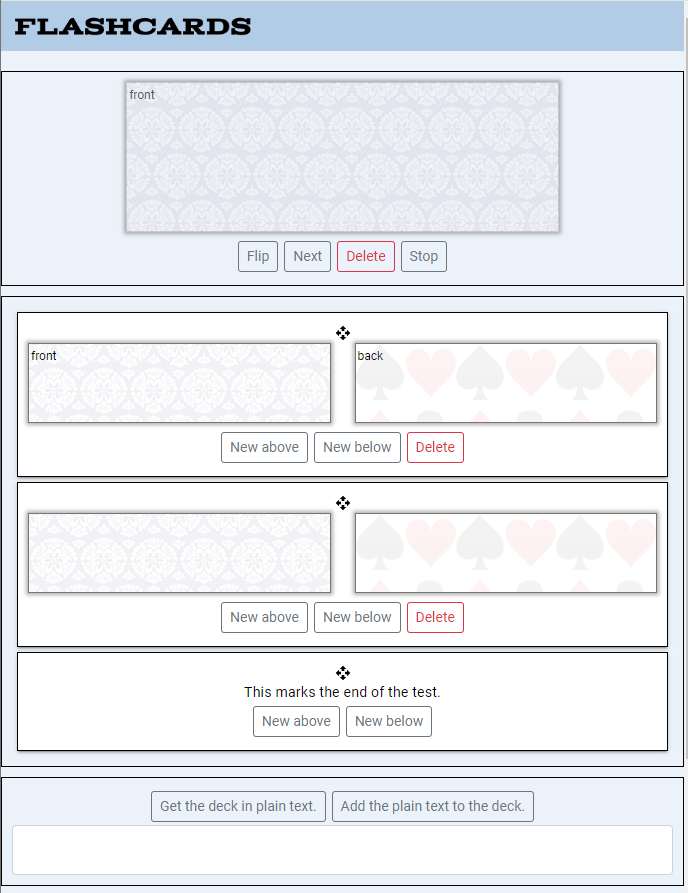 FLASHCARDS
front
Flip Next Delete Stop
front back
New above New below Delete
New above New below Delete
This marks the end of the test.
New above New below
Get the deck in plain text. Add the plain text to the deck.